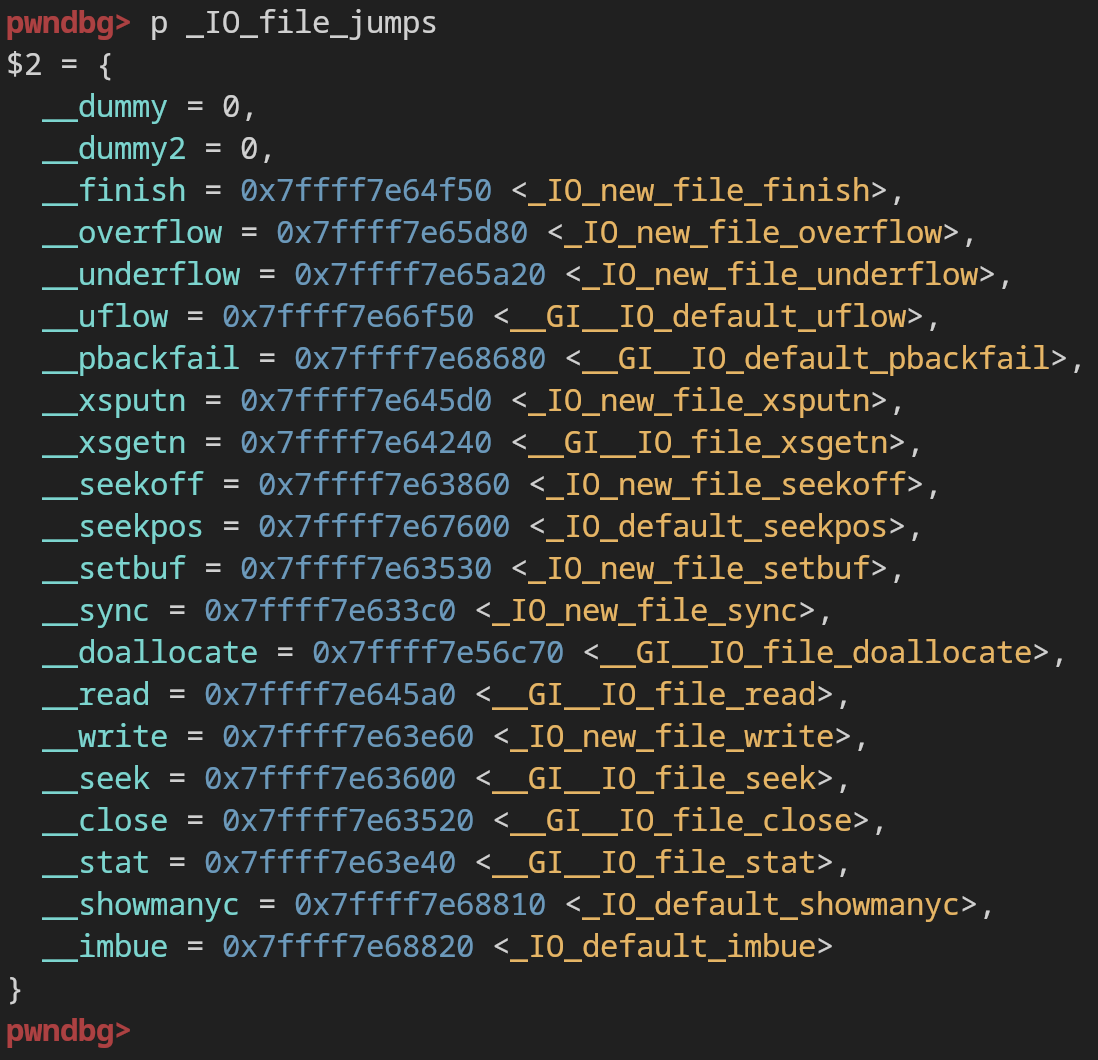 pwndbg> p _IO_file_jumps
$2 = {
  __dummy = 0,
  __dummy2 = 0,
  __finish = 0x7ffff7e64f50 <_IO_new_file_finish>,
  __overflow = 0x7ffff7e65d80 <_IO_new_file_overflow>,
  __underflow = 0x7ffff7e65a20 <_IO_new_file_underflow>,
  __uflow = 0x7ffff7e66f50 <__GI__IO_default_uflow>,
  __pbackfail = 0x7ffff7e68680 <__GI__IO_default_pbackfail>,
  __xsputn = 0x7ffff7e645d0 <_IO_new_file_xsputn>,
  __xsgetn = 0x7ffff7e64240 <__GI__IO_file_xsgetn>,
  __seekoff = 0x7ffff7e63860 <_IO_new_file_seekoff>,
  __seekpos = 0x7ffff7e67600 <_IO_default_seekpos>,
  __setbuf = 0x7ffff7e63530 <_IO_new_file_setbuf>,
  __sync = 0x7ffff7e633c0 <_IO_new_file_sync>,
  __doallocate = 0x7ffff7e56c70 <__GI__IO_file_doallocate>,
  __read = 0x7ffff7e645a0 <__GI__IO_file_read>,
  __write = 0x7ffff7e63e60 <_IO_new_file_write>,
  __seek = 0x7ffff7e63600 <__GI__IO_file_seek>,
  __close = 0x7ffff7e63520 <__GI__IO_file_close>,
  __stat = 0x7ffff7e63e40 <__GI__IO_file_stat>,
  __showmanyc = 0x7ffff7e68810 <_IO_default_showmanyc>,
  __imbue = 0x7ffff7e68820 <_IO_default_imbue>
}
pwndbg>